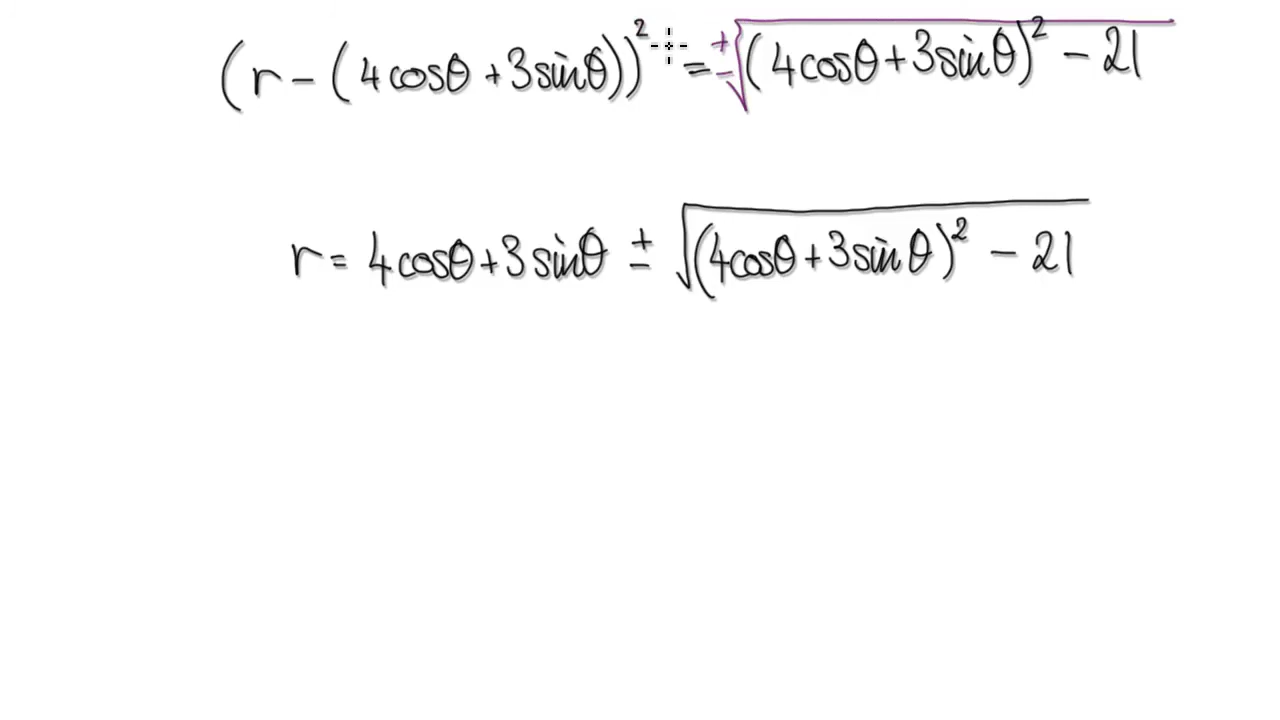 (r - (4cosθ + 3sinθ))² = ±√((4cosθ + 3sinθ)² - 21)
r = 4cosθ + 3sinθ ± √((4cosθ + 3sinθ)² - 21)